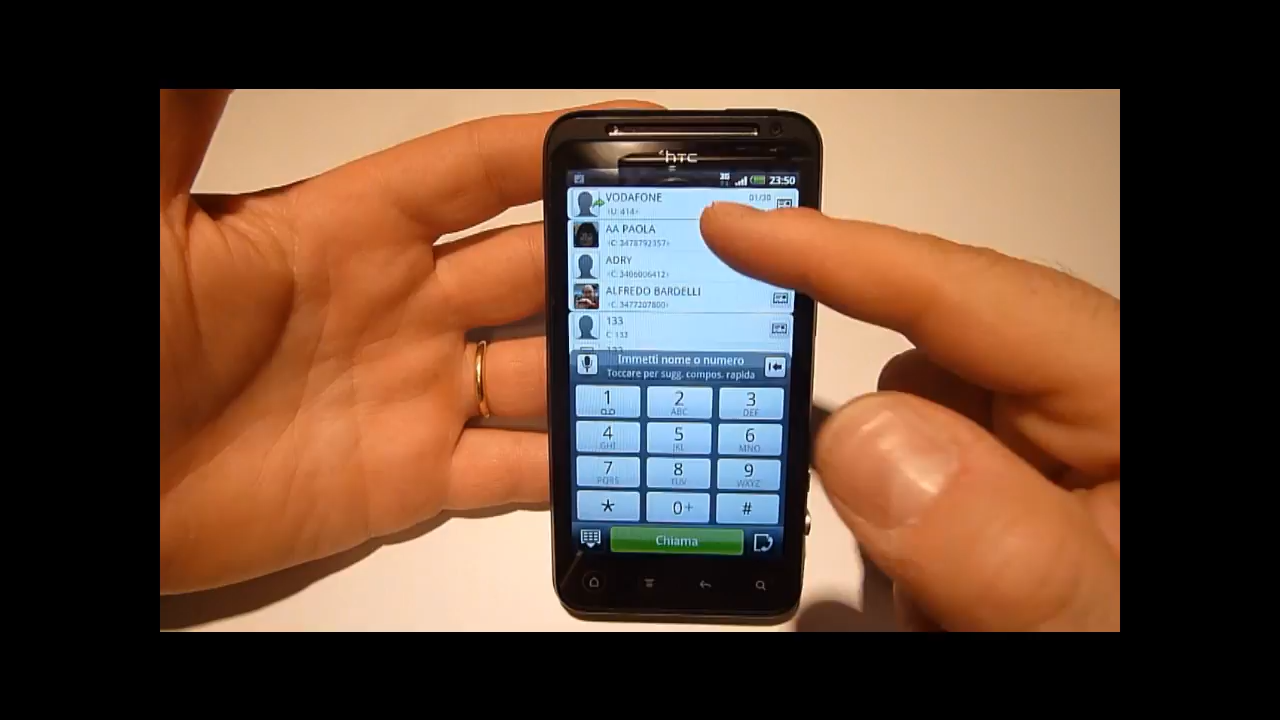 hTC
3G 23:50
VODAFONE 01/30
<U: 414>
AA PAOLA
<C: 3478792357>
ADRY
<C: 3406006412>
ALFREDO BARDELLI
<C: 3477207800>
133
C: 133
Immetti nome o numero
Toccare per sugg. compos. rapida
1 2 ABC 3 DEF
4 GHI 5 JKL 6 MNO
7 PQRS 8 TUV 9 WXYZ
* 0+ #
Chiama